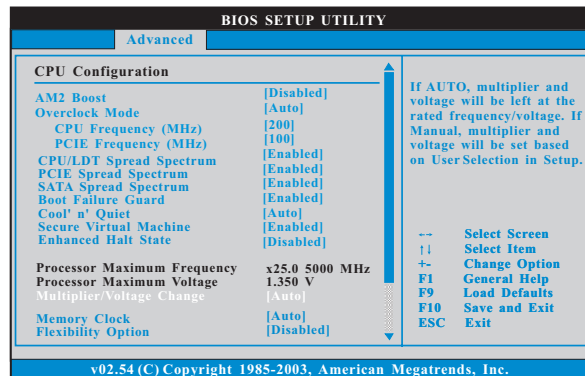 BIOS SETUP UTILITY
Advanced
CPU Configuration
AM2 Boost [Disabled]
Overclock Mode [Auto]
CPU Frequency (MHz) [200]
PCIE Frequency (MHz) [100]
CPU/LDT Spread Spectrum [Enabled]
PCIE Spread Spectrum [Enabled]
SATA Spread Spectrum [Enabled]
Boot Failure Guard [Enabled]
Cool' n' Quiet [Auto]
Secure Virtual Machine [Enabled]
Enhanced Halt State [Disabled]
Processor Maximum Frequency x25.0 5000 MHz
Processor Maximum Voltage 1.350 V
Multiplier/Voltage Change [Auto]
Memory Clock [Auto]
Flexibility Option [Disabled]
If AUTO, multiplier and
voltage will be left at the
rated frequency/voltage. If
Manual, multiplier and
voltage will be set based
on User Selection in Setup.
←→ Select Screen
↑↓ Select Item
+- Change Option
F1 General Help
F9 Load Defaults
F10 Save and Exit
ESC Exit
v02.54 (C) Copyright 1985-2003, American Megatrends, Inc.